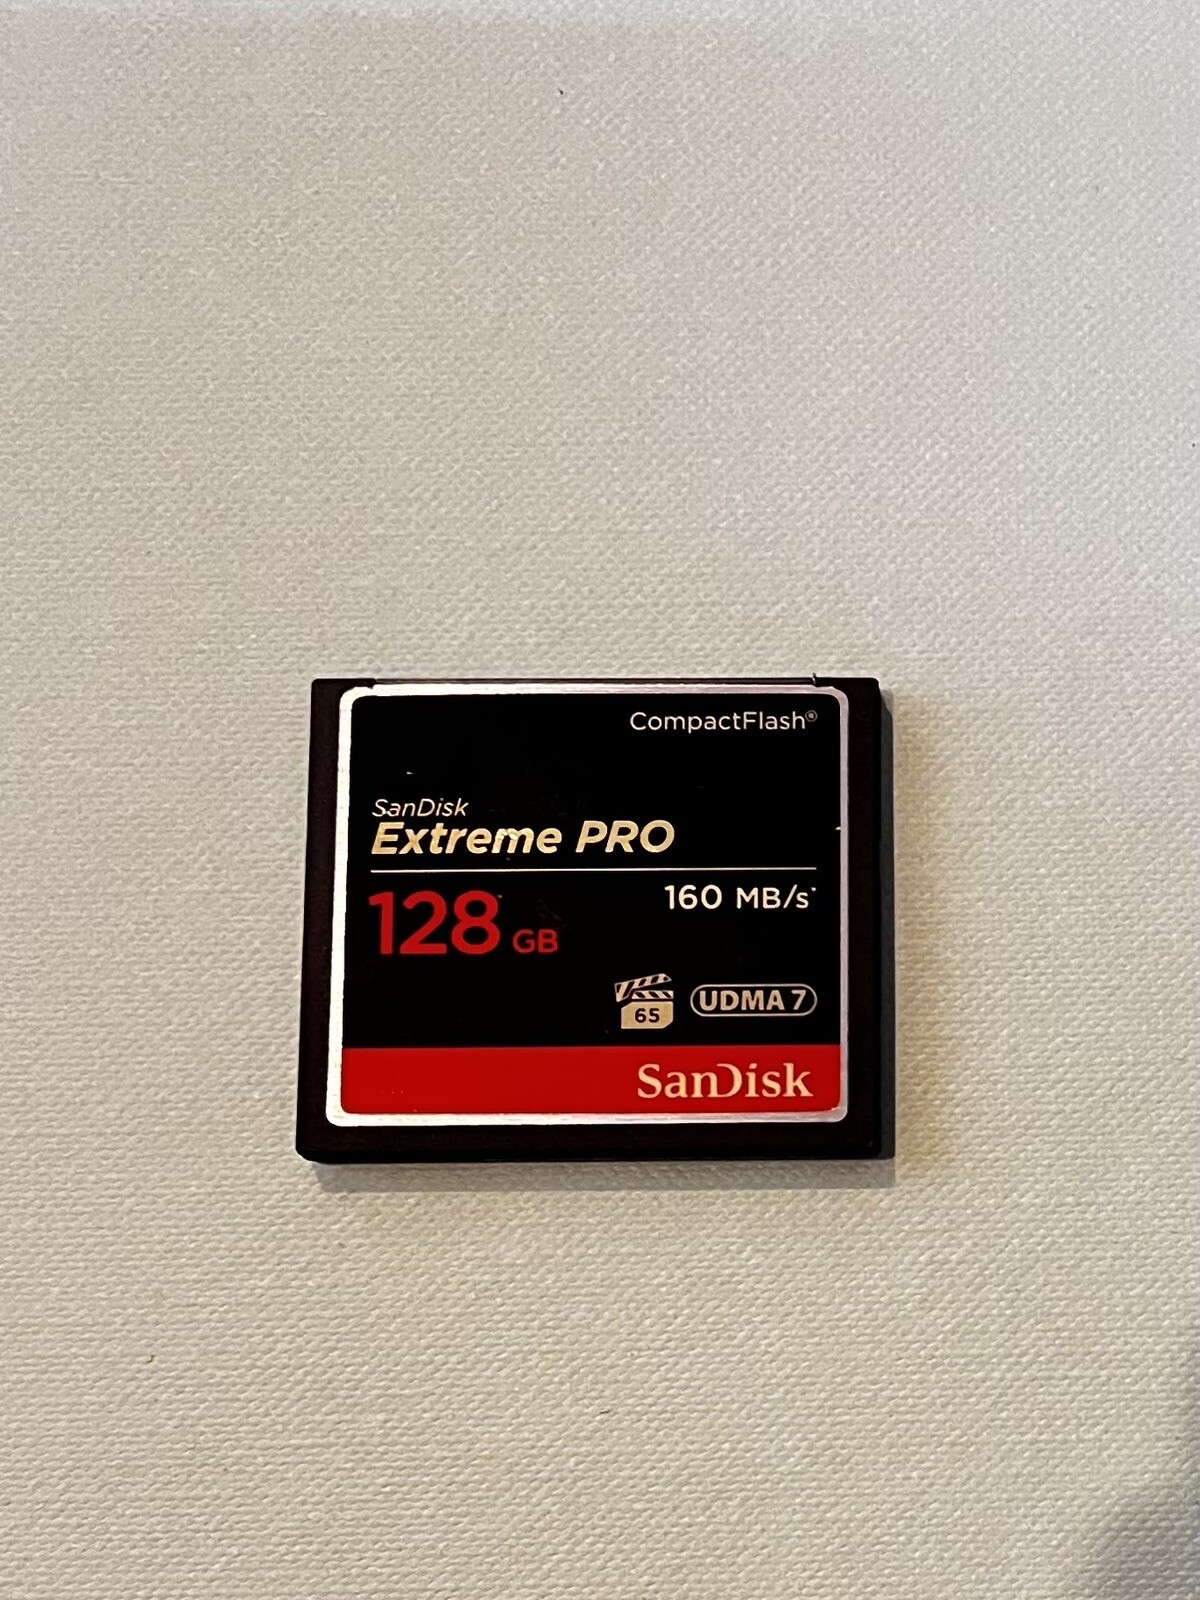 CompactFlash®
SanDisk
Extreme PRO
128 GB
160 MB/s*
65
UDMA 7
SanDisk